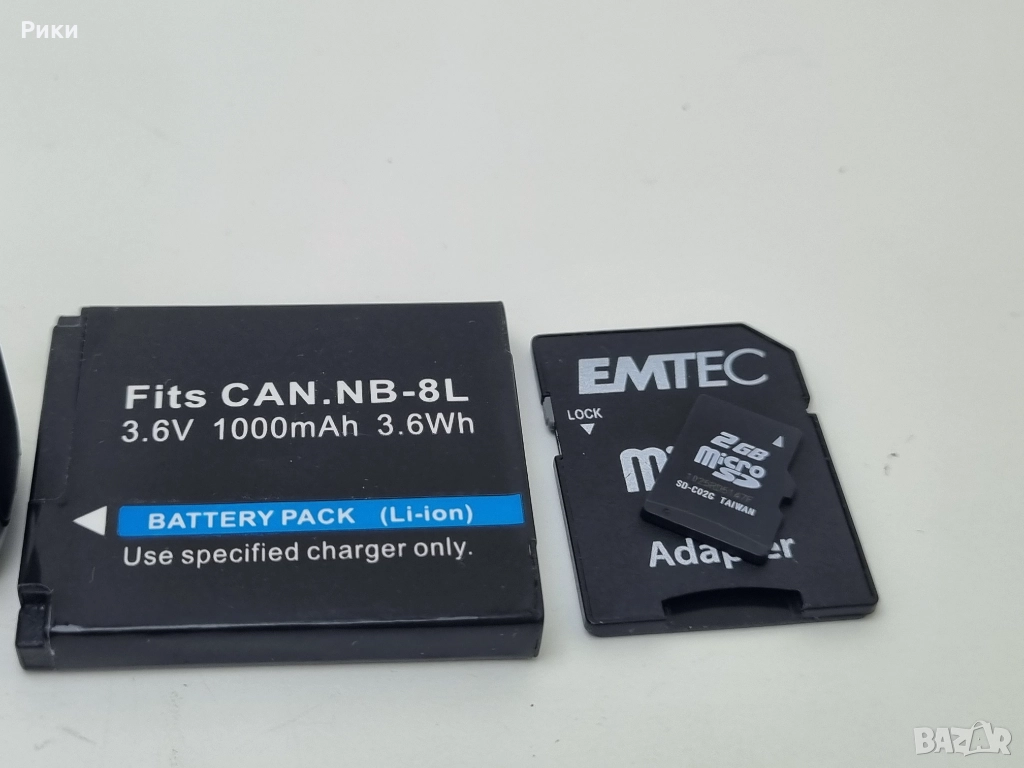 Рики
Fits CAN.NB-8L
3.6V 1000mAh 3.6Wh
BATTERY PACK (Li-ion)
Use specified charger only.
EMTEC
LOCK
2GB
micro
SD
SD-C02G TAIWAN
BAZAR